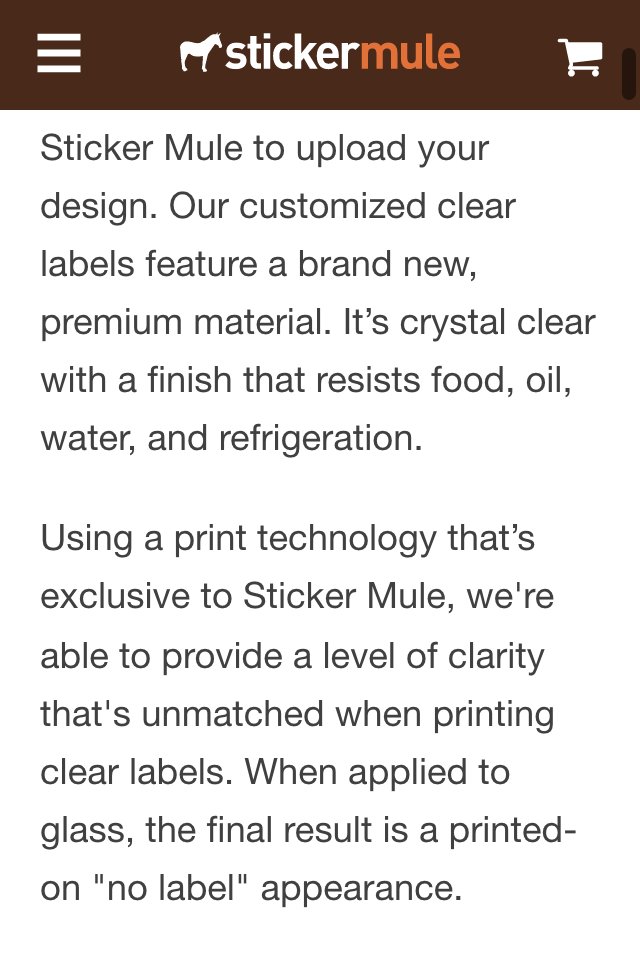 stickermule
Sticker Mule to upload your
design. Our customized clear
labels feature a brand new,
premium material. It’s crystal clear
with a finish that resists food, oil,
water, and refrigeration.
Using a print technology that’s
exclusive to Sticker Mule, we're
able to provide a level of clarity
that's unmatched when printing
clear labels. When applied to
glass, the final result is a printed-
on "no label" appearance.